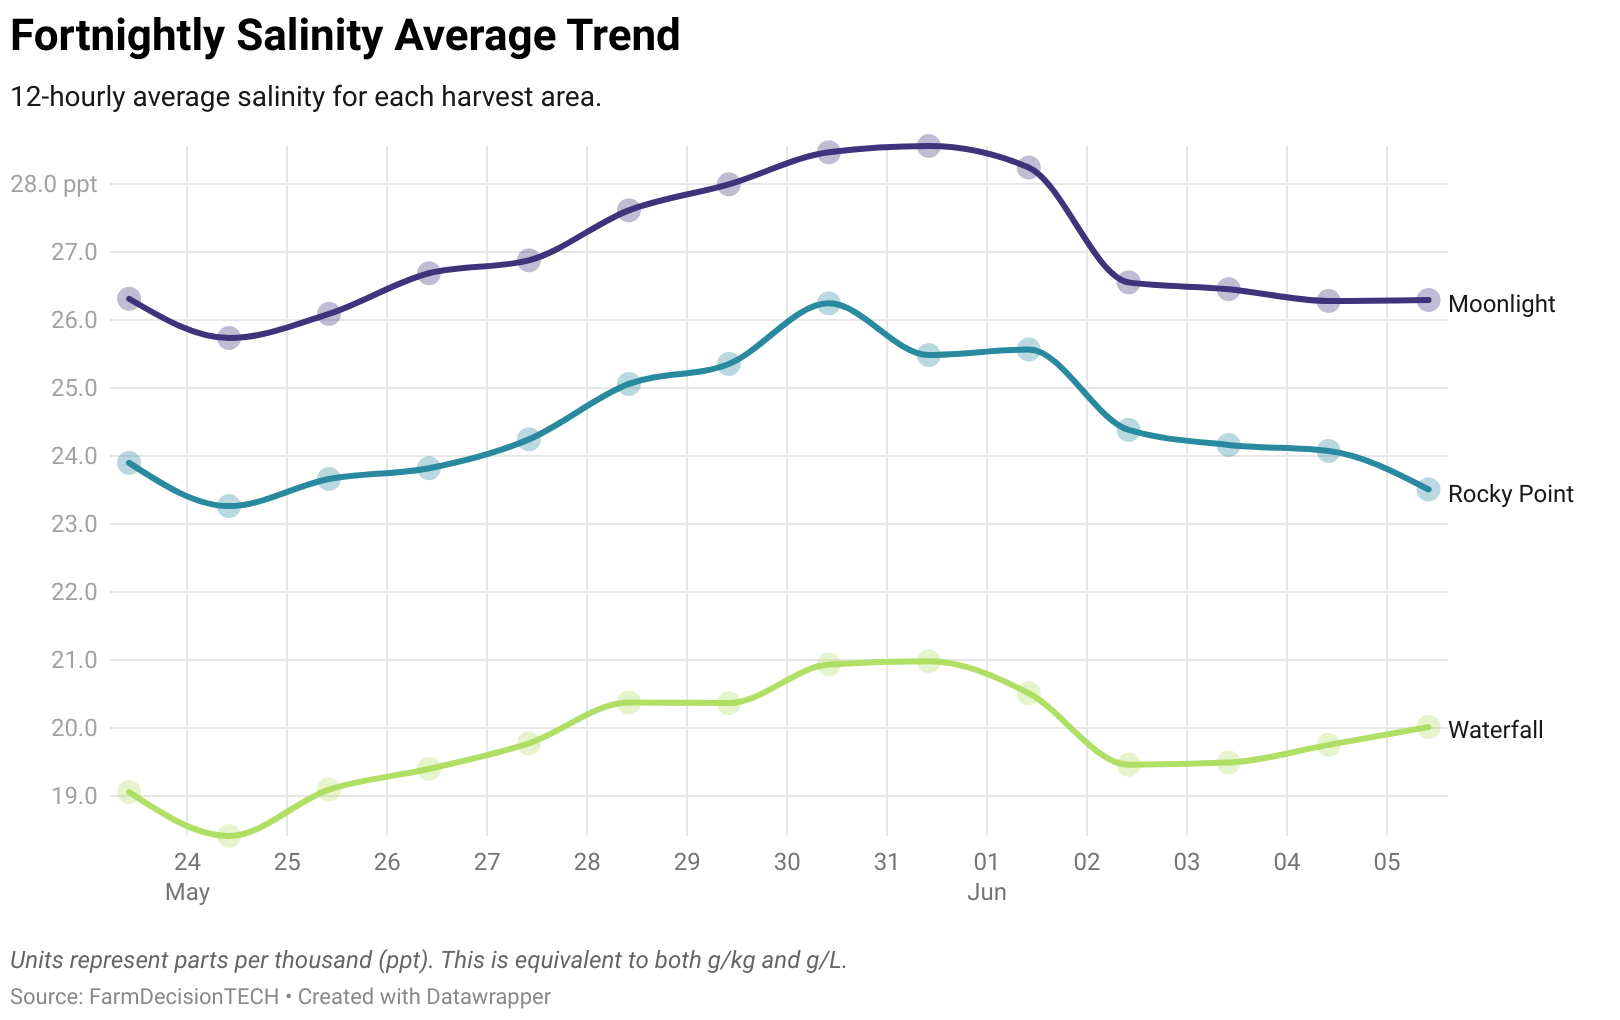 Fortnightly Salinity Average Trend
12-hourly average salinity for each harvest area.
28.0 ppt
27.0
26.0
25.0
24.0
23.0
22.0
21.0
20.0
19.0
Moonlight
Rocky Point
Waterfall
24 25 26 27 28 29 30 31 01 02 03 04 05
May Jun
Units represent parts per thousand (ppt). This is equivalent to both g/kg and g/L.
Source: FarmDecisionTECH • Created with Datawrapper